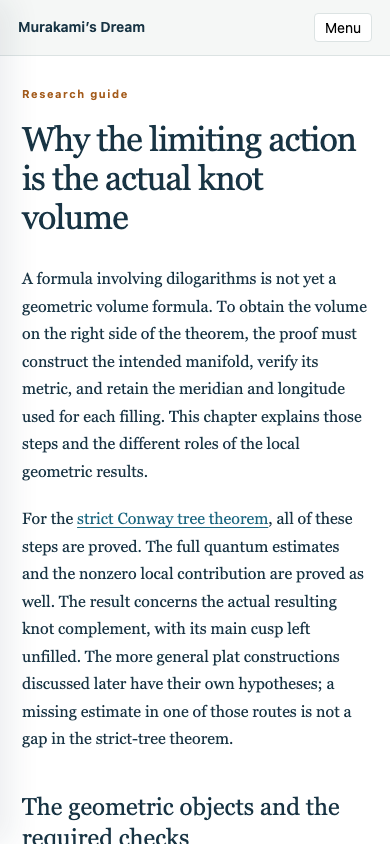 Murakami’s Dream
Menu
Research guide
Why the limiting action
is the actual knot
volume
A formula involving dilogarithms is not yet a
geometric volume formula. To obtain the volume
on the right side of the theorem, the proof must
construct the intended manifold, verify its
metric, and retain the meridian and longitude
used for each filling. This chapter explains those
steps and the different roles of the local
geometric results.
For the strict Conway tree theorem, all of these
steps are proved. The full quantum estimates
and the nonzero local contribution are proved as
well. The result concerns the actual resulting
knot complement, with its main cusp left
unfilled. The more general plat constructions
discussed later have their own hypotheses; a
missing estimate in one of those routes is not a
gap in the strict-tree theorem.
The geometric objects and the
required checks